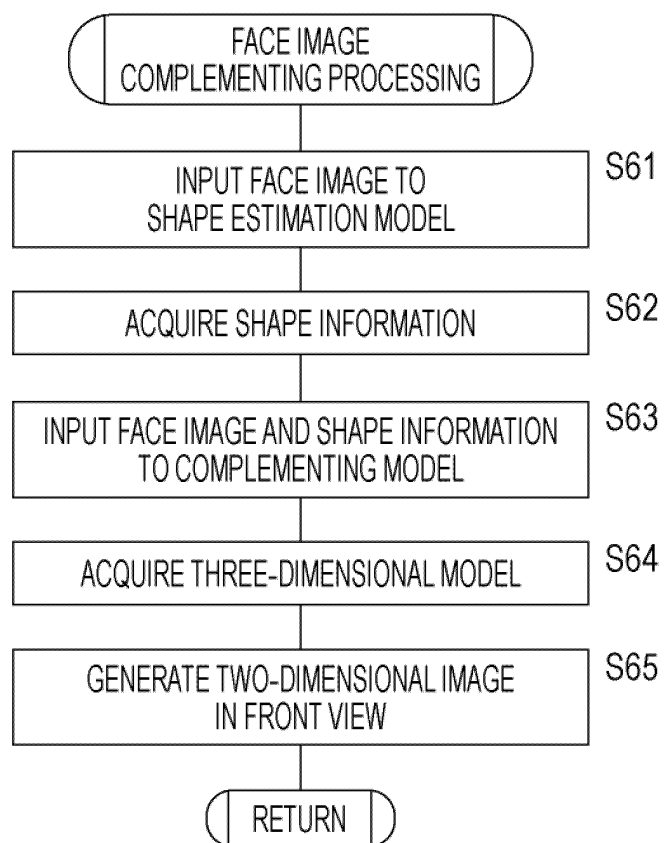 FACE IMAGE
COMPLEMENTING PROCESSING
S61
INPUT FACE IMAGE TO
SHAPE ESTIMATION MODEL
S62
ACQUIRE SHAPE INFORMATION
S63
INPUT FACE IMAGE AND SHAPE INFORMATION
TO COMPLEMENTING MODEL
S64
ACQUIRE THREE-DIMENSIONAL MODEL
S65
GENERATE TWO-DIMENSIONAL IMAGE
IN FRONT VIEW
RETURN